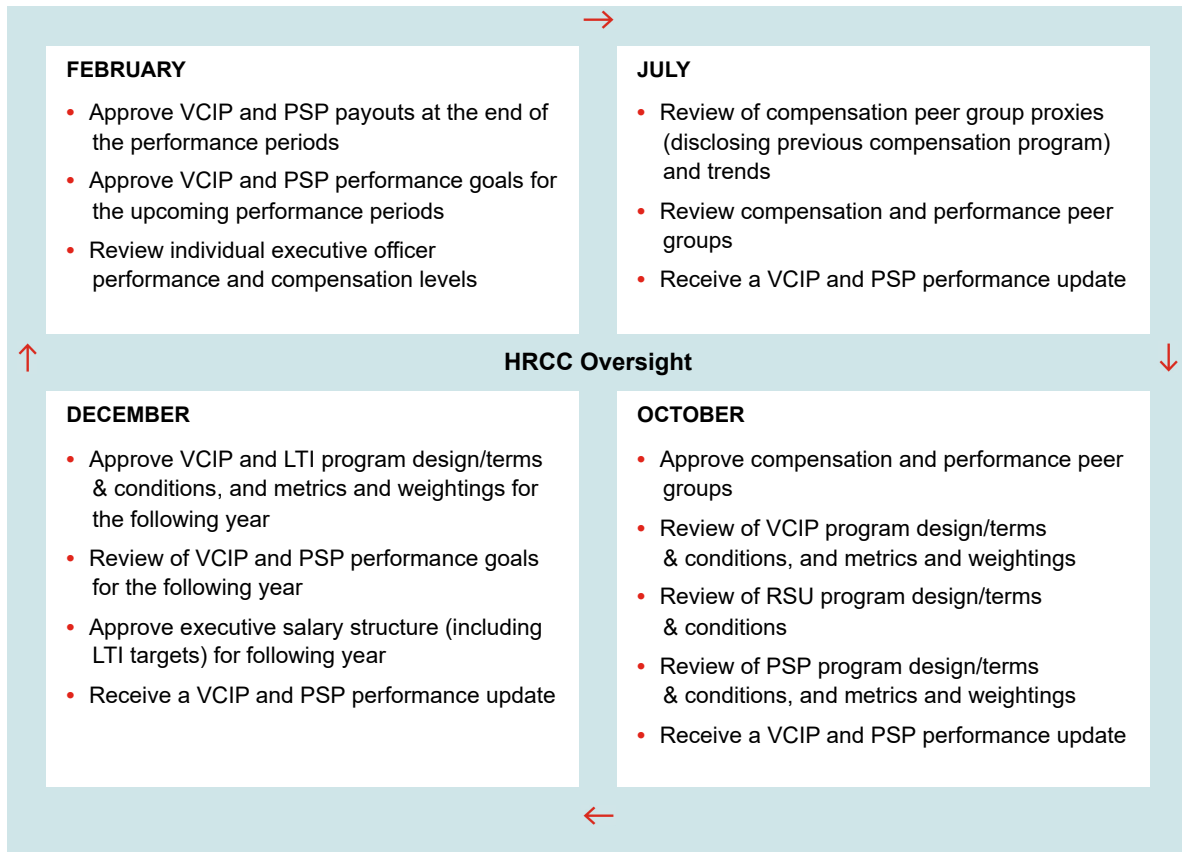 FEBRUARY
• Approve VCIP and PSP payouts at the end of
the performance periods
• Approve VCIP and PSP performance goals for
the upcoming performance periods
• Review individual executive officer
performance and compensation levels
JULY
• Review of compensation peer group proxies
(disclosing previous compensation program)
and trends
• Review compensation and performance peer
groups
• Receive a VCIP and PSP performance update
HRCC Oversight
DECEMBER
• Approve VCIP and LTI program design/terms
& conditions, and metrics and weightings for
the following year
• Review of VCIP and PSP performance goals
for the following year
• Approve executive salary structure (including
LTI targets) for following year
• Receive a VCIP and PSP performance update
OCTOBER
• Approve compensation and performance peer
groups
• Review of VCIP program design/terms
& conditions, and metrics and weightings
• Review of RSU program design/terms
& conditions
• Review of PSP program design/terms
& conditions, and metrics and weightings
• Receive a VCIP and PSP performance update